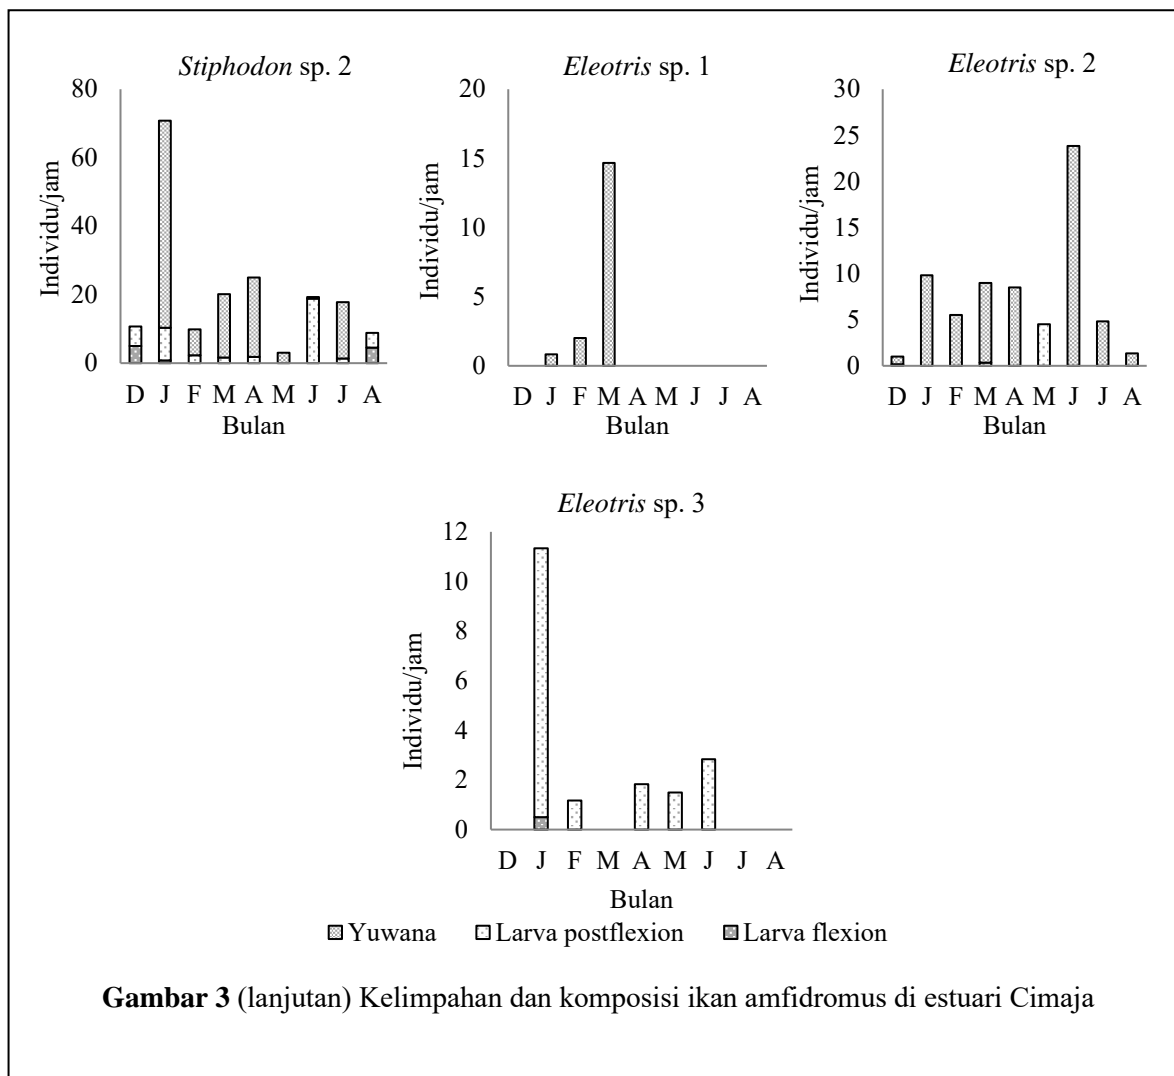 Stiphodon sp. 2
Individu/jam
80
60
40
20
0
D J F M A M J J A
Bulan
Eleotris sp. 1
Individu/jam
20
15
10
5
0
D J F M A M J J A
Bulan
Eleotris sp. 2
Individu/jam
30
25
20
15
10
5
0
D J F M A M J J A
Bulan
Eleotris sp. 3
Individu/jam
12
10
8
6
4
2
0
D J F M A M J J A
Bulan
Yuwana Larva postflexion Larva flexion
Gambar 3 (lanjutan) Kelimpahan dan komposisi ikan amfidromus di estuari Cimaja